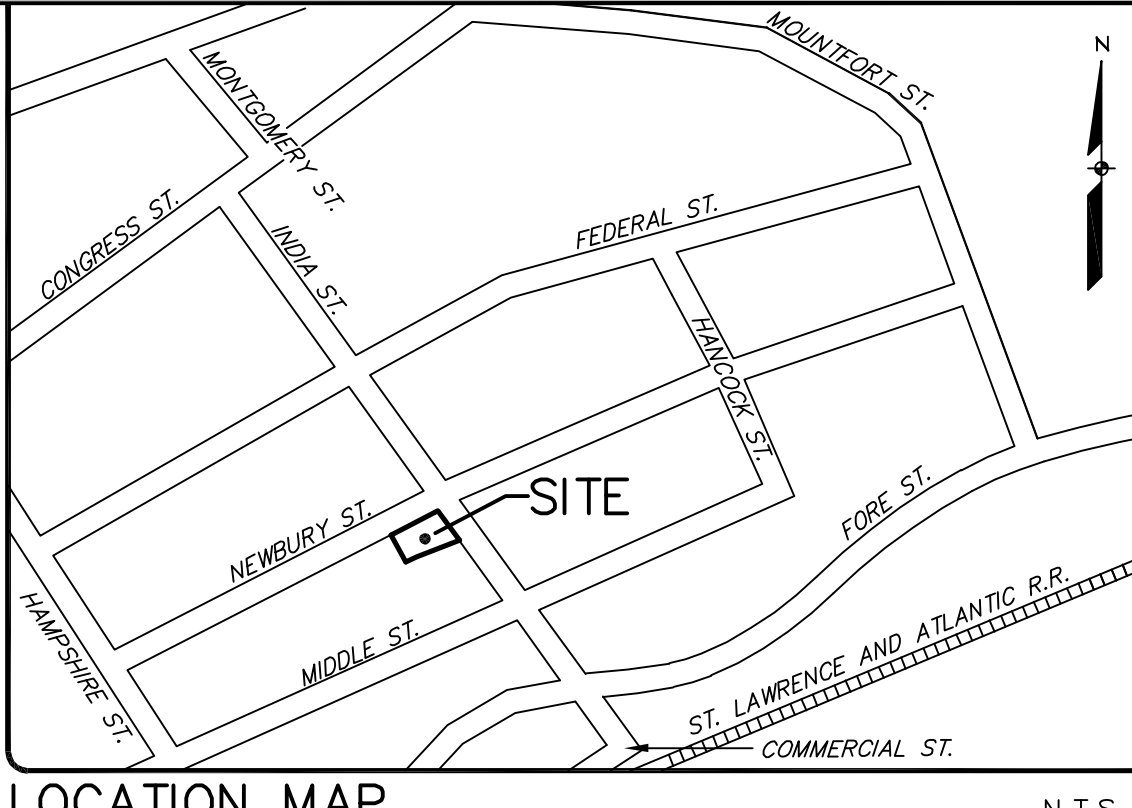 MOUNTFORT ST.
N
MONTGOMERY ST.
CONGRESS ST.
INDIA ST.
FEDERAL ST.
HANCOCK ST.
SITE
NEWBURY ST.
FORE ST.
HAMPSHIRE ST.
MIDDLE ST.
ST. LAWRENCE AND ATLANTIC R.R.
COMMERCIAL ST.
LOCATION MAP
N.T.S.